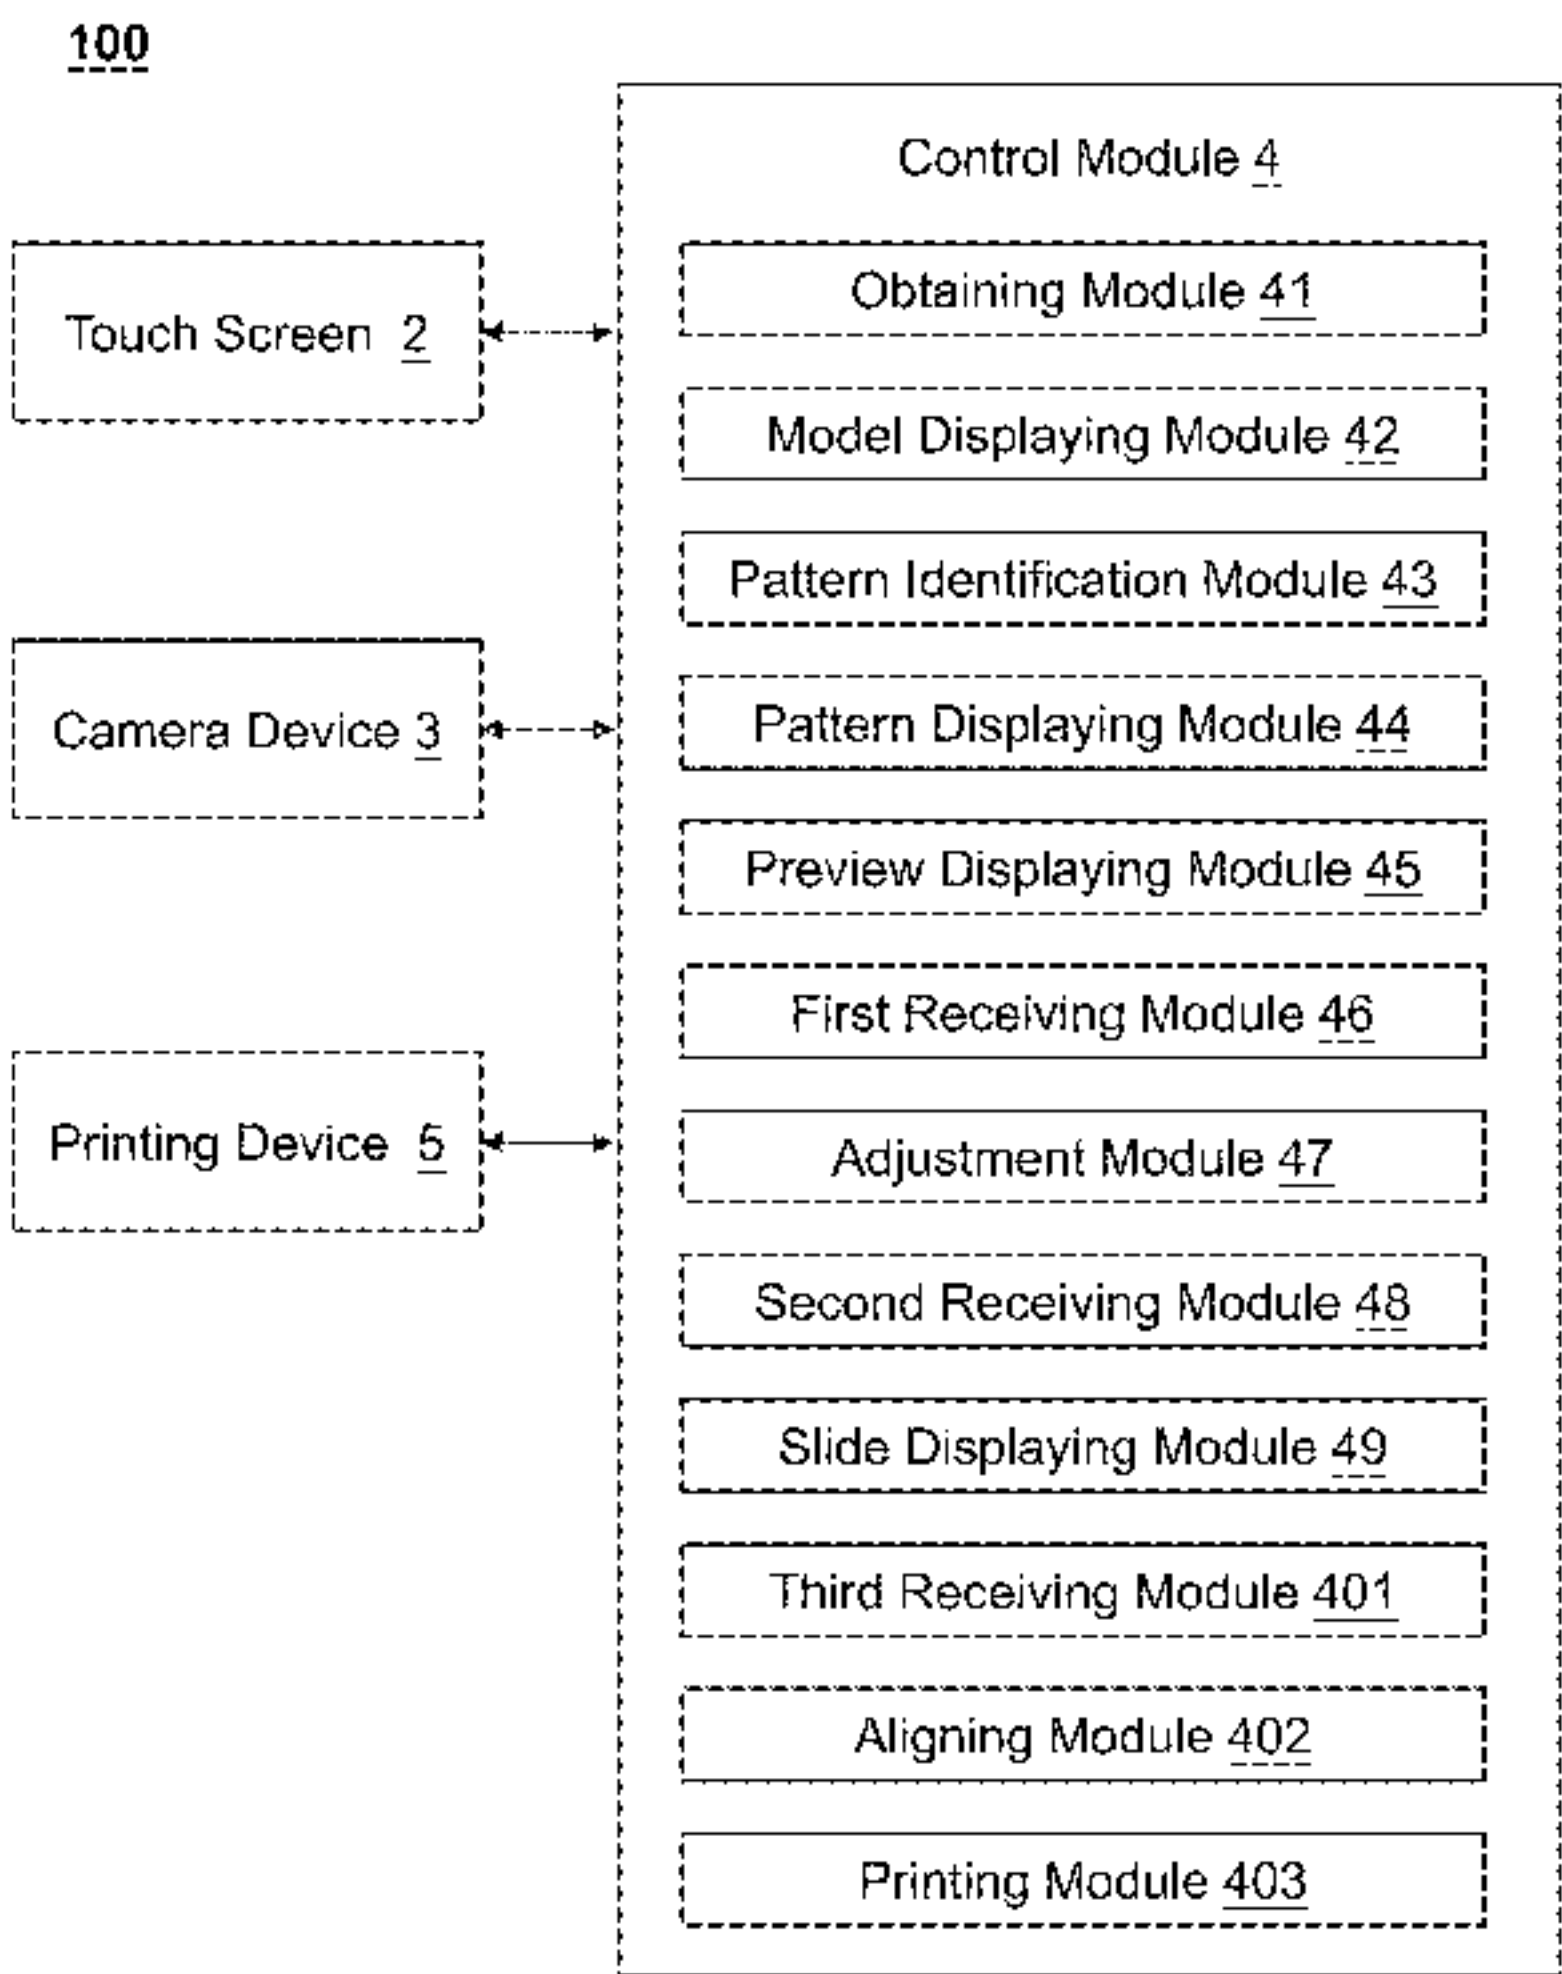 100
Control Module 4
Touch Screen 2
Camera Device 3
Printing Device 5
Obtaining Module 41
Model Displaying Module 42
Pattern Identification Module 43
Pattern Displaying Module 44
Preview Displaying Module 45
First Receiving Module 46
Adjustment Module 47
Second Receiving Module 48
Slide Displaying Module 49
Third Receiving Module 401
Aligning Module 402
Printing Module 403